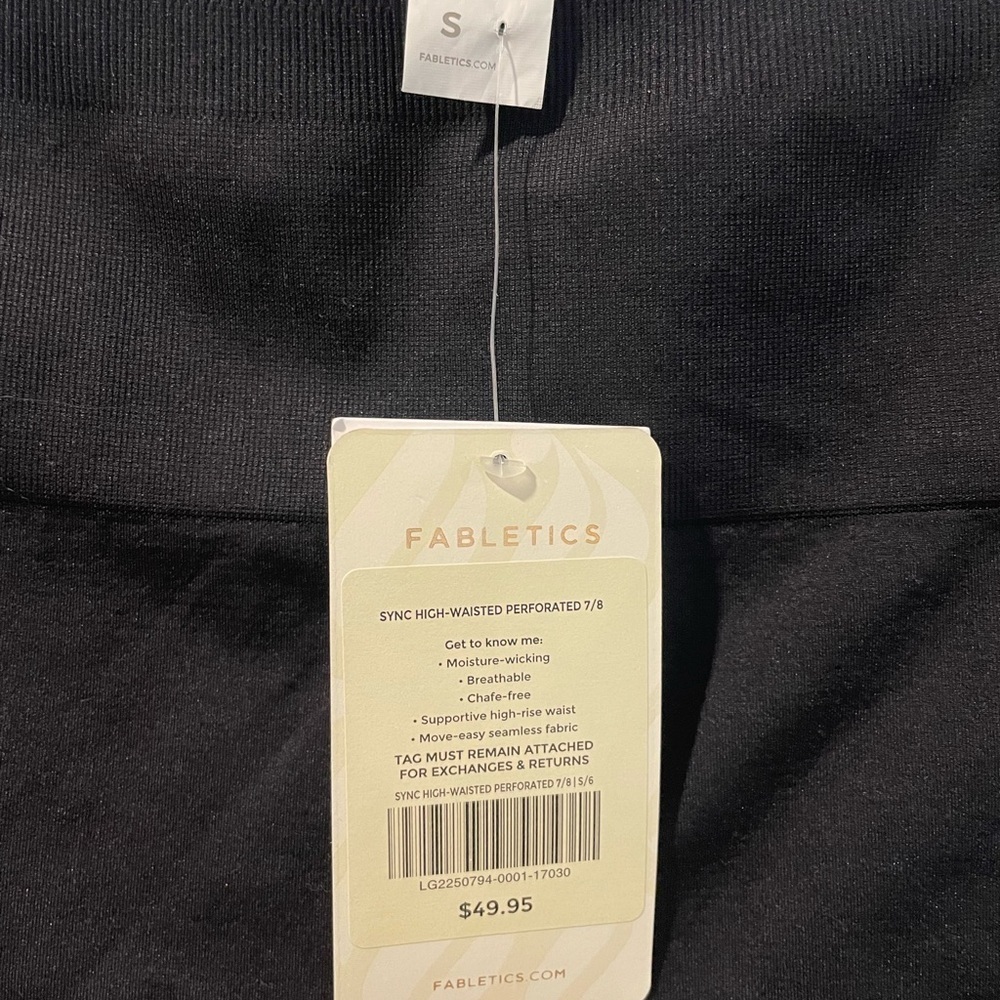 S
FABLETICS.COM
FABLETICS
SYNC HIGH-WAISTED PERFORATED 7/8
Get to know me:
• Moisture-wicking
• Breathable
• Chafe-free
• Supportive high-rise waist
• Move-easy seamless fabric
TAG MUST REMAIN ATTACHED
FOR EXCHANGES & RETURNS
SYNC HIGH-WAISTED PERFORATED 7/8 | S/6
LG2250794-0001-17030
$49.95
FABLETICS.COM